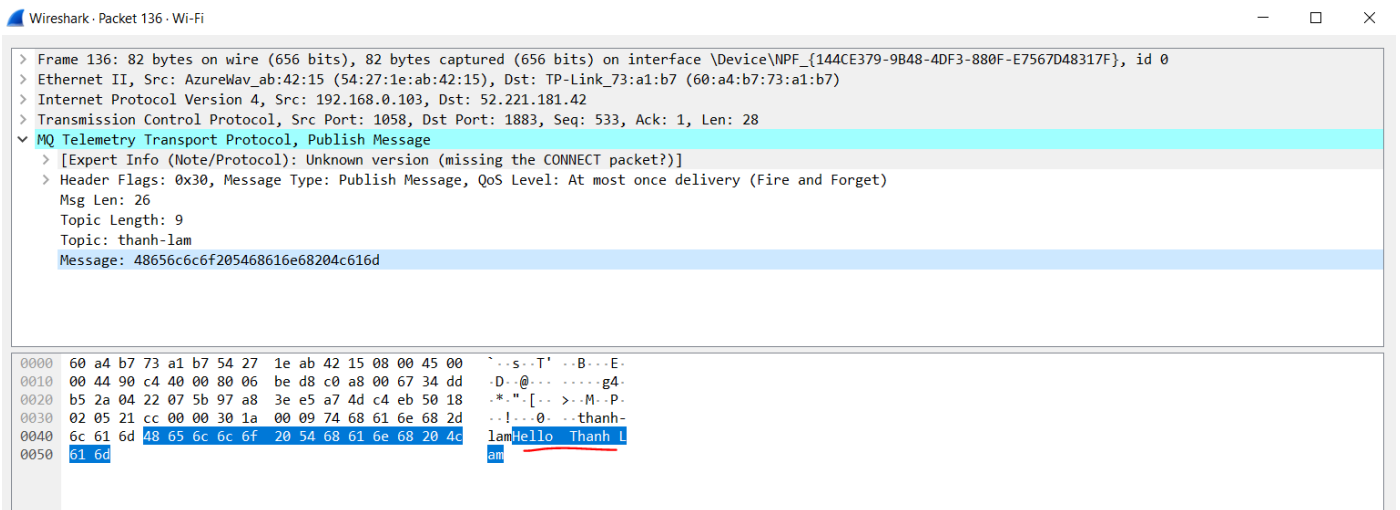 Wireshark · Packet 136 · Wi-Fi
Frame 136: 82 bytes on wire (656 bits), 82 bytes captured (656 bits) on interface \Device\NPF_{144CE379-9B48-4DF3-880F-E7567D48317F}, id 0
Ethernet II, Src: AzureWav_ab:42:15 (54:27:1e:ab:42:15), Dst: TP-Link_73:a1:b7 (60:a4:b7:73:a1:b7)
Internet Protocol Version 4, Src: 192.168.0.103, Dst: 52.221.181.42
Transmission Control Protocol, Src Port: 1058, Dst Port: 1883, Seq: 533, Ack: 1, Len: 28
MQ Telemetry Transport Protocol, Publish Message
[Expert Info (Note/Protocol): Unknown version (missing the CONNECT packet?)]
Header Flags: 0x30, Message Type: Publish Message, QoS Level: At most once delivery (Fire and Forget)
Msg Len: 26
Topic Length: 9
Topic: thanh-lam
Message: 48656c6c6f205468616e68204c616d
0000 60 a4 b7 73 a1 b7 54 27 1e ab 42 15 08 00 45 00 `··s··T' ··B···E·
0010 00 44 90 c4 40 00 80 06 be d8 c0 a8 00 67 34 dd ·D··@··· ·····g4·
0020 b5 2a 04 22 07 5b 97 a8 3e e5 a7 4d c4 eb 50 18 ·*·"·[·· >··M··P·
0030 02 05 21 cc 00 00 30 1a 00 09 74 68 61 6e 68 2d ··!···0· ··thanh-
0040 6c 61 6d 48 65 6c 6c 6f 20 54 68 61 6e 68 20 4c lamHello Thanh L
0050 61 6d am